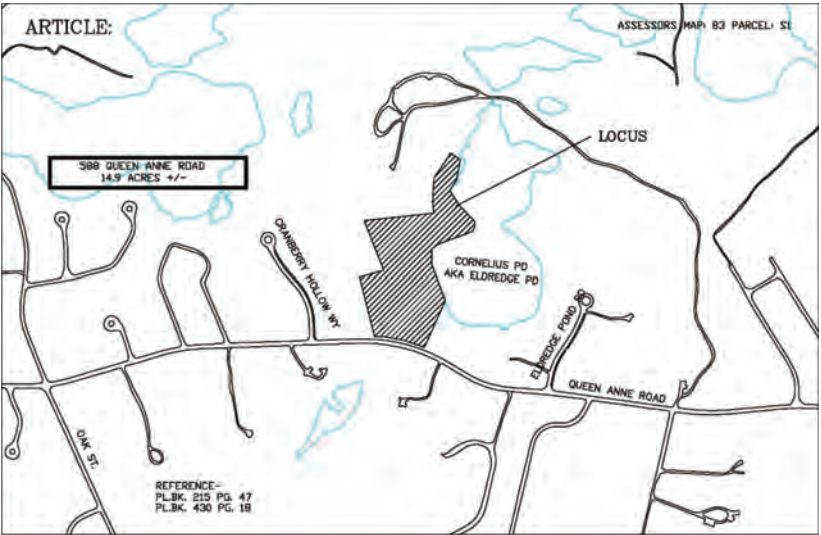 ARTICLE:
ASSESSORS MAP: 83 PARCEL: S1
LOCUS
588 QUEEN ANNE ROAD
14.9 ACRES +/-
CRANBERRY HOLLOW WY
CORNELIUS PD
AKA ELDREDGE PD
ELDREDGE POND RD
QUEEN ANNE ROAD
OAK ST.
REFERENCE-
PL.BK. 215 PG. 47
PL.BK. 430 PG. 18